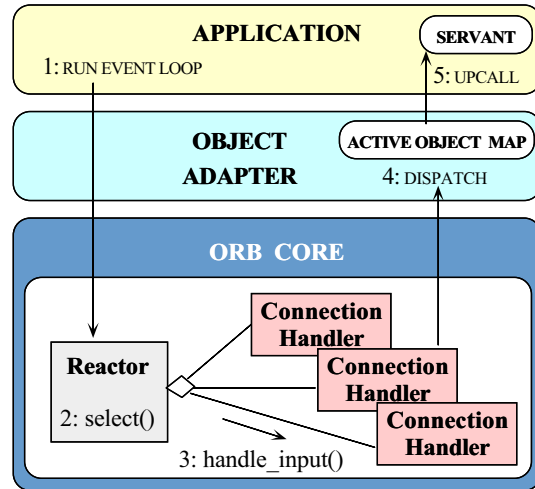 APPLICATION
SERVANT
1: RUN EVENT LOOP
5: UPCALL
OBJECT
ADAPTER
ACTIVE OBJECT MAP
4: DISPATCH
ORB CORE
Connection
Handler
Connection
Handler
Connection
Handler
Reactor
2: select()
3: handle_input()